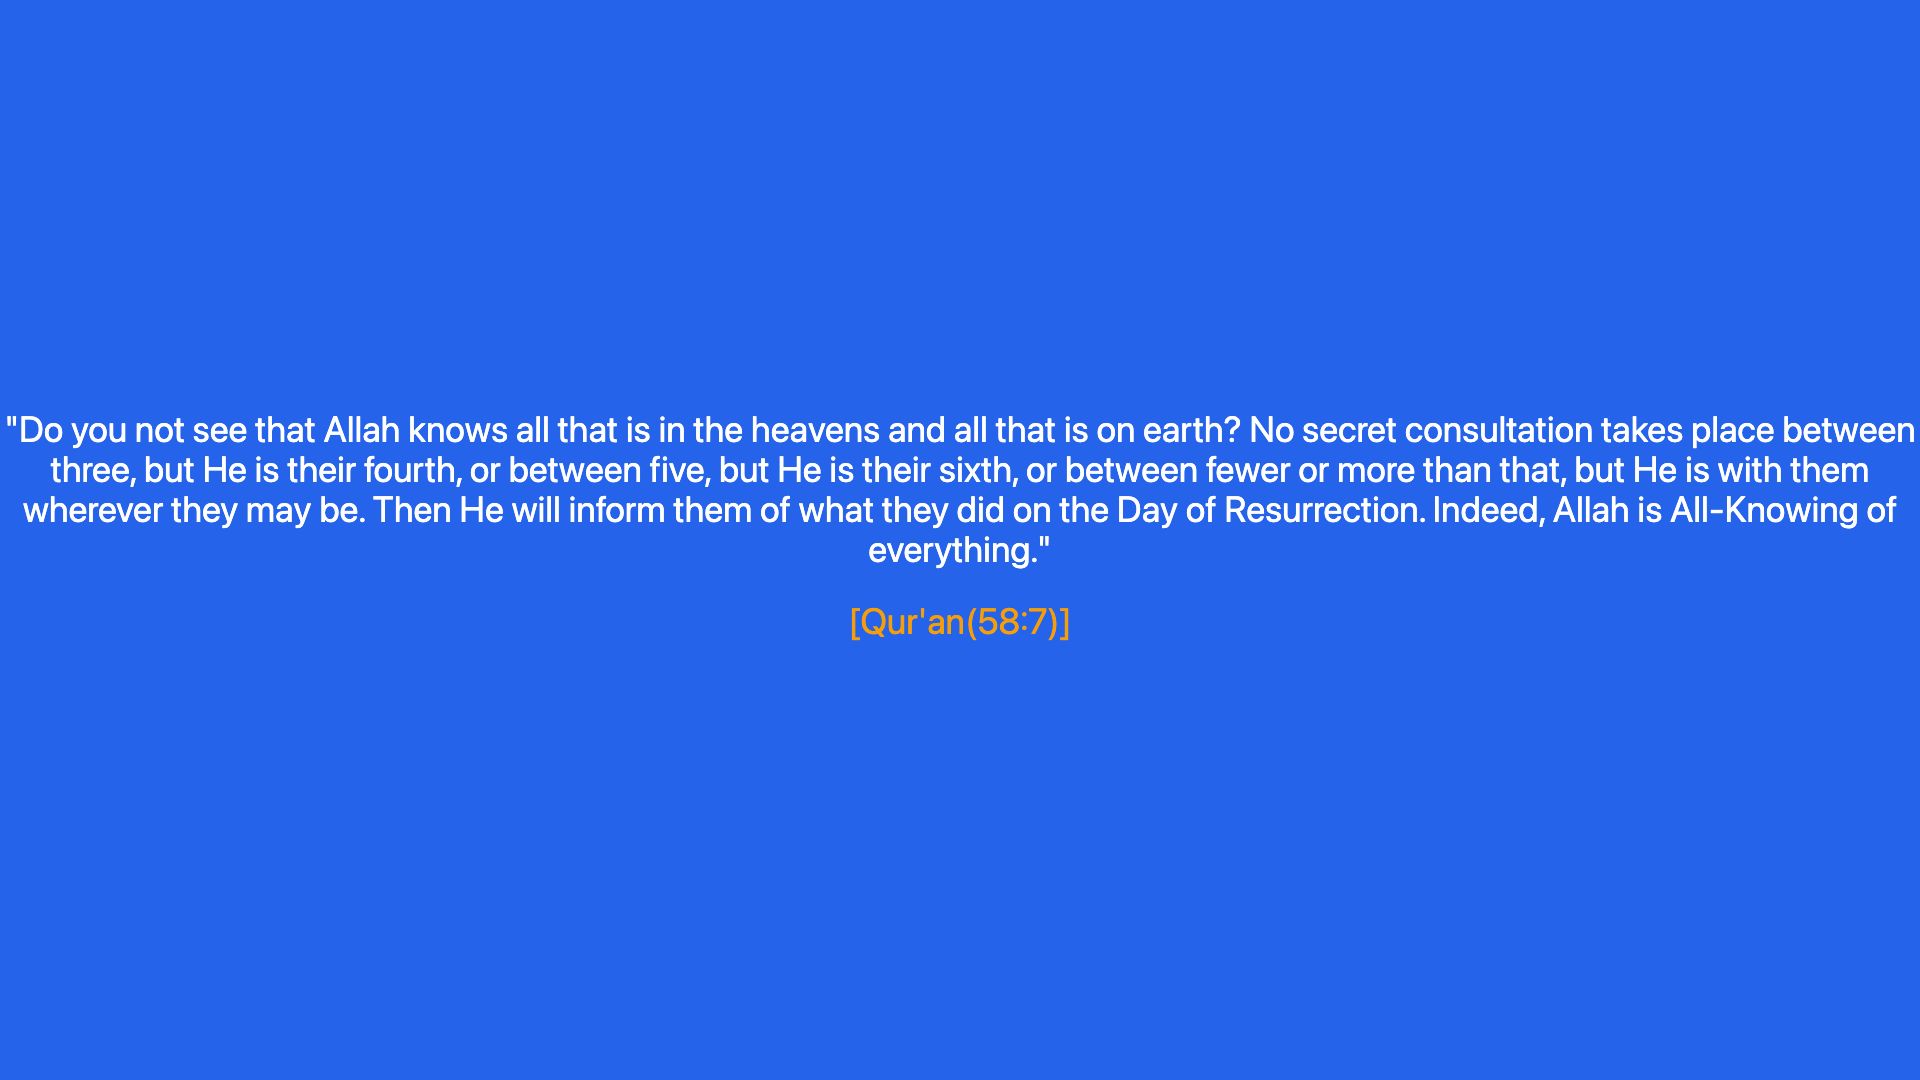 "Do you not see that Allah knows all that is in the heavens and all that is on earth? No secret consultation takes place between
three, but He is their fourth, or between five, but He is their sixth, or between fewer or more than that, but He is with them
wherever they may be. Then He will inform them of what they did on the Day of Resurrection. Indeed, Allah is All-Knowing of
everything."
[Qur'an(58:7)]